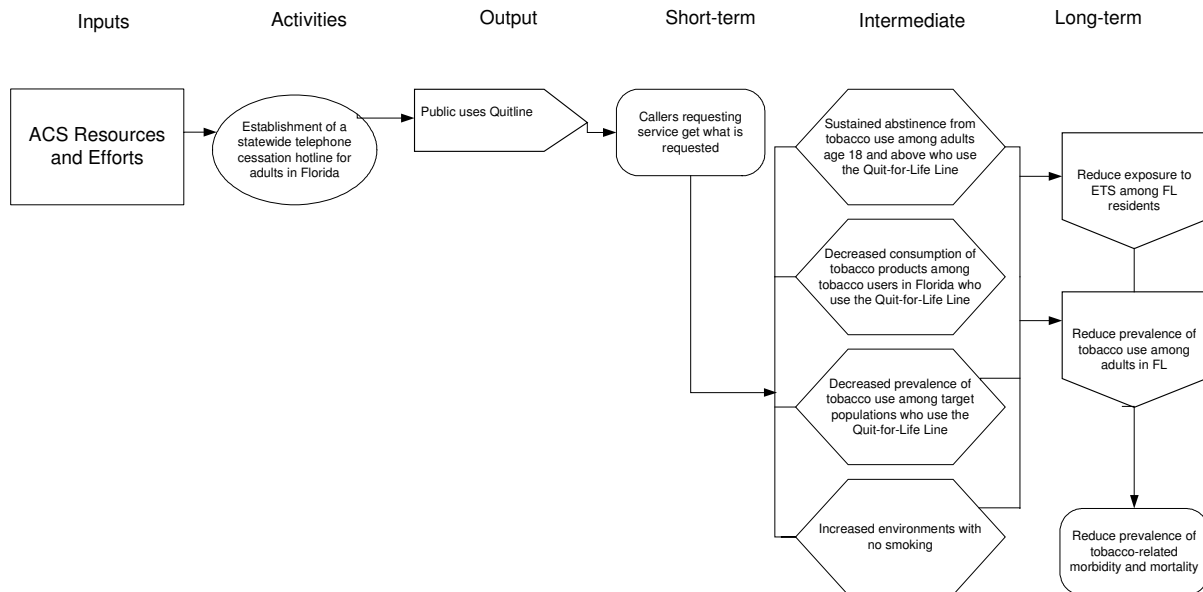 Inputs
Activities
Output
Short-term
Intermediate
Long-term
ACS Resources
and Efforts
Establishment of a
statewide telephone
cessation hotline for
adults in Florida
Public uses Quitline
Callers requesting
service get what is
requested
Sustained abstinence from
tobacco use among adults
age 18 and above who use
the Quit-for-Life Line
Decreased consumption of
tobacco products among
tobacco users in Florida who
use the Quit-for-Life Line
Decreased prevalence of
tobacco use among target
populations who use the
Quit-for-Life Line
Increased environments with
no smoking
Reduce exposure to
ETS among FL
residents
Reduce prevalence of
tobacco use among
adults in FL
Reduce prevalence of
tobacco-related
morbidity and mortality